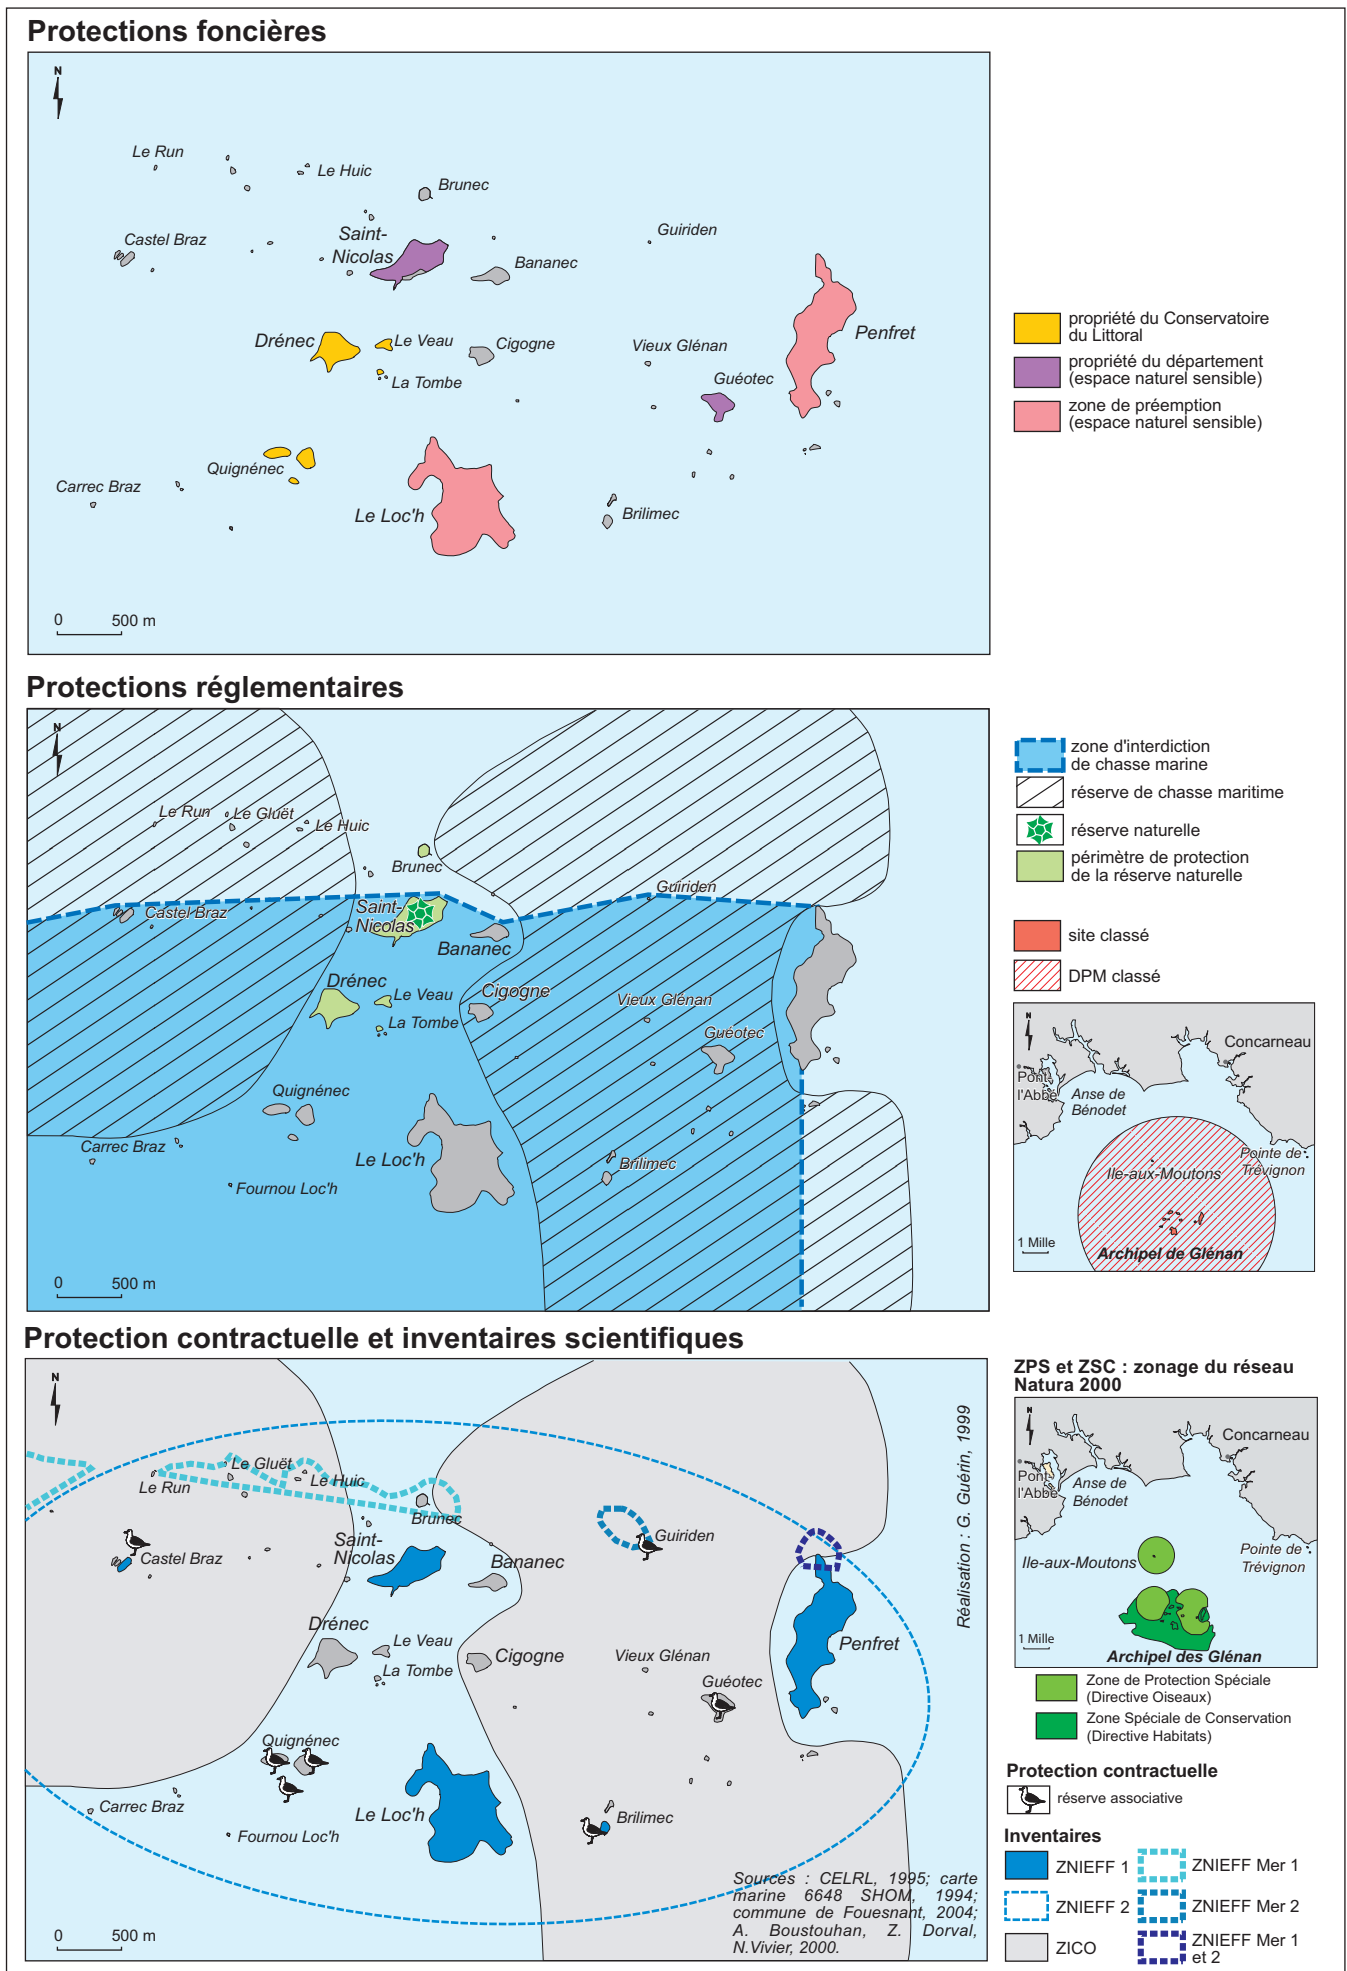 Protections foncières
N
Le Run
Le Huic
Brunec
Castel Braz
Saint-
Nicolas
Guiriden
Bananec
Drénec
Le Veau
Cigogne
Vieux Glénan
Penfret
La Tombe
Guéotec
Quignénec
Carrec Braz
Le Loc'h
Brilimec
0 500 m
propriété du Conservatoire
du Littoral
propriété du département
(espace naturel sensible)
zone de préemption
(espace naturel sensible)
Protections réglementaires
N
Le Run
Le Gluët
Le Huic
Brunec
Guiriden
Castel Braz
Saint-
Nicolas
Bananec
Drénec
Le Veau
Cigogne
Vieux Glénan
La Tombe
Guéotec
Quignénec
Carrec Braz
Le Loc'h
Brilimec
Fournou Loc'h
0 500 m
zone d'interdiction
de chasse marine
réserve de chasse maritime
réserve naturelle
périmètre de protection
de la réserve naturelle
site classé
DPM classé
N
Concarneau
Pont-
l'Abbé
Anse de
Bénodet
Pointe de
Trévignon
Ile-aux-Moutons
1 Mille
Archipel de Glénan
Protection contractuelle et inventaires scientifiques
N
Le Gluët
Le Run
Le Huic
Brunec
Saint-
Nicolas
Guiriden
Castel Braz
Bananec
Drénec
Le Veau
Cigogne
Vieux Glénan
Penfret
La Tombe
Guéotec
Quignénec
Carrec Braz
Le Loc'h
Brilimec
Fournou Loc'h
0 500 m
Réalisation : G. Guérin, 1999
Sources : CELRL, 1995; carte
marine 6648 SHOM, 1994;
commune de Fouesnant, 2004;
A. Boustouhan, Z. Dorval,
N.Vivier, 2000.
ZPS et ZSC : zonage du réseau
Natura 2000
N
Concarneau
Pont-
l'Abbé
Anse de
Bénodet
Pointe de
Trévignon
Ile-aux-Moutons
1 Mille
Archipel des Glénan
Zone de Protection Spéciale
(Directive Oiseaux)
Zone Spéciale de Conservation
(Directive Habitats)
Protection contractuelle
réserve associative
Inventaires
ZNIEFF 1
ZNIEFF Mer 1
ZNIEFF 2
ZNIEFF Mer 2
ZICO
ZNIEFF Mer 1
et 2